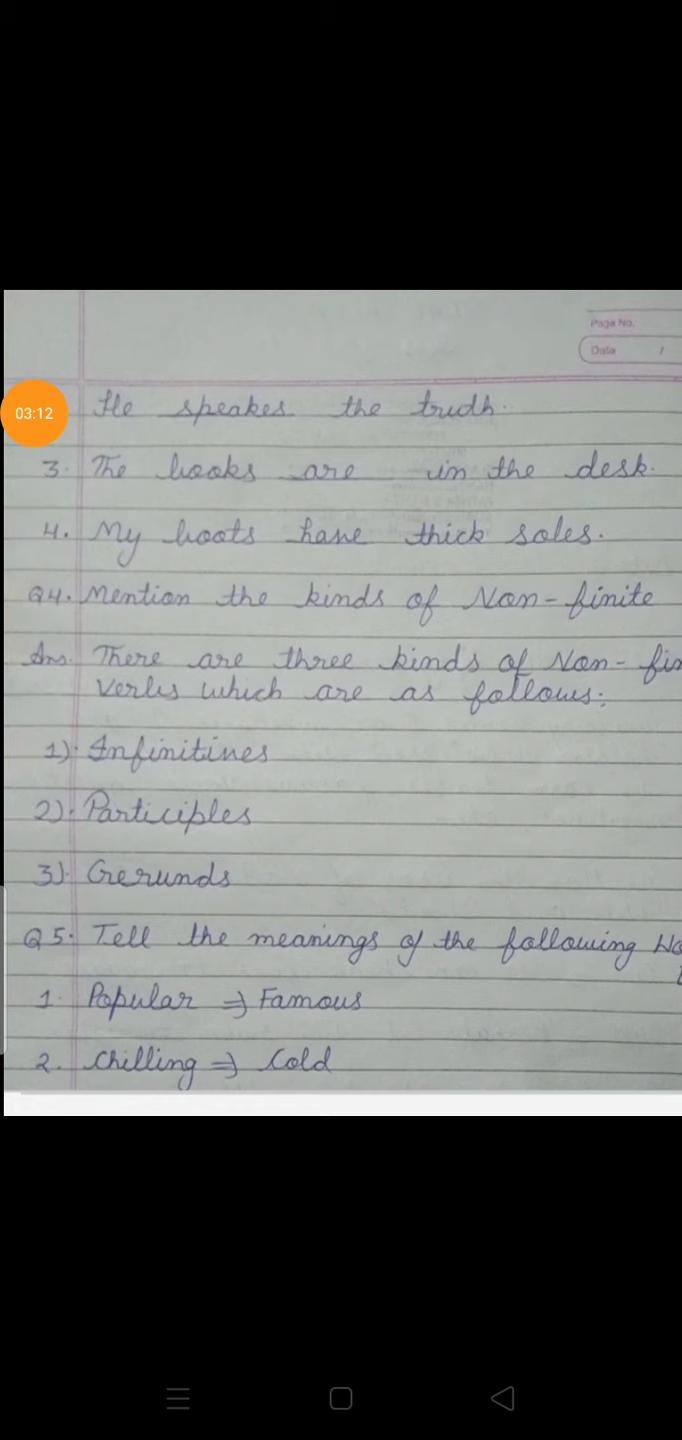 Page No.
Date /
03:12
He speakes the trudh.
3. The books are in the desk.
4. My boots have thick soles.
Q4. Mention the kinds of Non-finite
Ans. There are three kinds of Non-fin
Verbs which are as follows:
1). Infinitives
2). Participles
3). Gerunds
Q5. Tell the meanings of the following Wo
1. Popular ⇒ Famous
2. Chilling ⇒ Cold